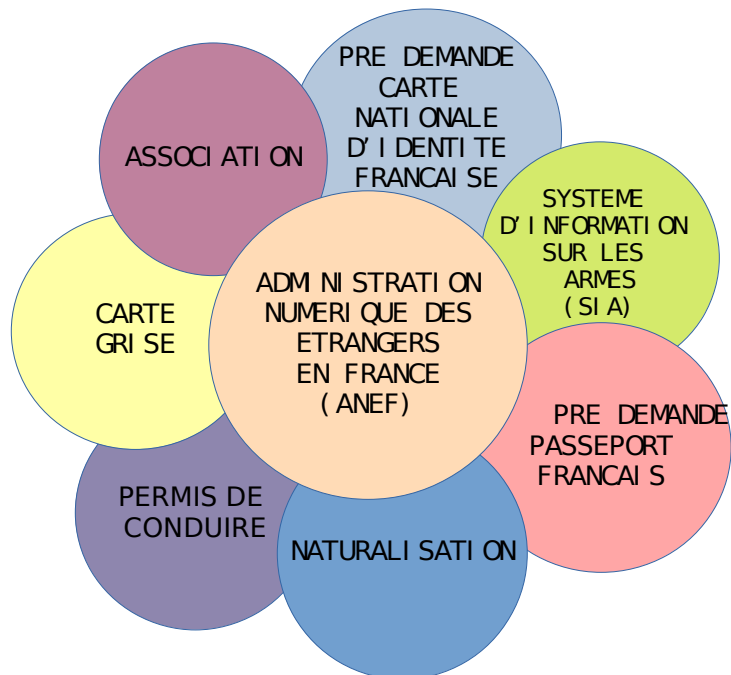 PRE DEMANDE
CARTE
NATIONALE
D'IDENTITE
FRANCAISE
ASSOCIATION
SYSTEME
D'INFORMATION
SUR LES
ARMES
(SIA)
ADMINISTRATION
NUMERIQUE DES
ETRANGERS
EN FRANCE
(ANEF)
CARTE
GRISE
PRE DEMANDE
PASSEPORT
FRANCAIS
PERMIS DE
CONDUIRE
NATURALISATION